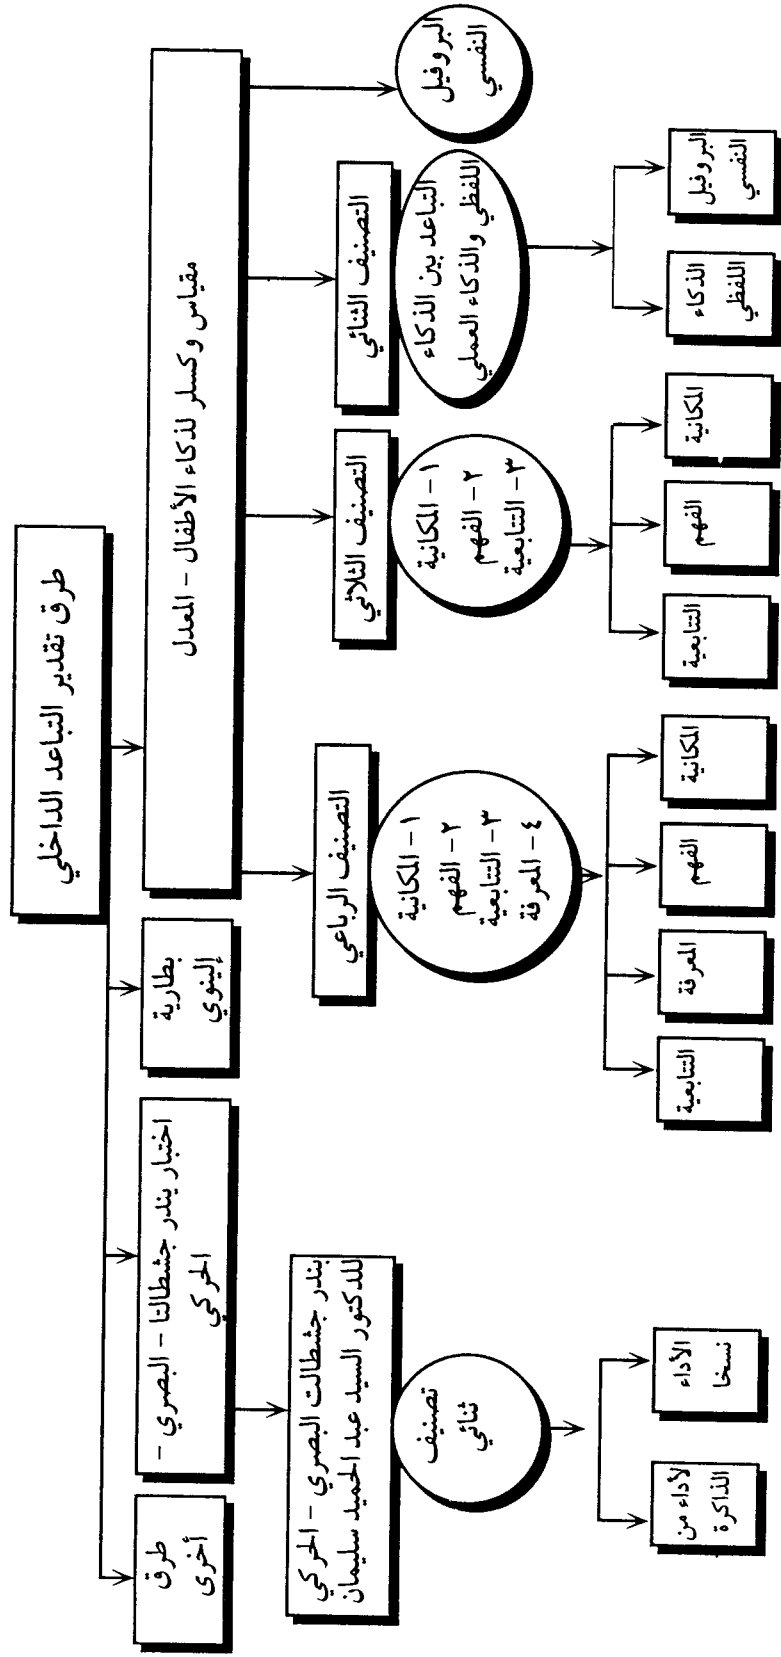 طرق تقدير التباعد الداخلي
مقياس وكسلر لذكاء الأطفال - المعدل
بطارية
إلينوي
اختبار بندر جشطالتا - البصري -
الحركي
طرق
أخرى
البروفيل
النفسي
التصنيف الثنائي
التباعد بين الذكاء
اللفظي والذكاء العملي
البروفيل
النفسي
الذكاء
اللفظي
التصنيف الثلاثي
١ - المكانية
٢ - الفهم
٣ - التتابعية
المكانية
الفهم
التتابعية
التصنيف الرباعي
١ - المكانية
٢ - الفهم
٣ - التتابعية
٤ - المعرفة
المكانية
الفهم
المعرفة
التتابعية
بندر جشطالت البصري - الحركي
للدكتور السيد عبد الحميد سليمان
تصنيف
ثنائي
الأداء
نسخا
لأداء من
الذاكرة